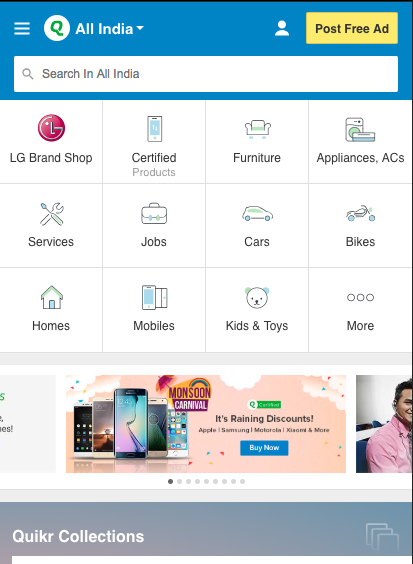 Q All India
Post Free Ad
Search In All India
LG Brand Shop
Certified
Products
Furniture
Appliances, ACs
Services
Jobs
Cars
Bikes
Homes
Mobiles
Kids & Toys
More
MONSOON
CARNIVAL
Q Certified
It's Raining Discounts!
Apple | Samsung | Motorola | Xiaomi & More
Buy Now
Quikr Collections